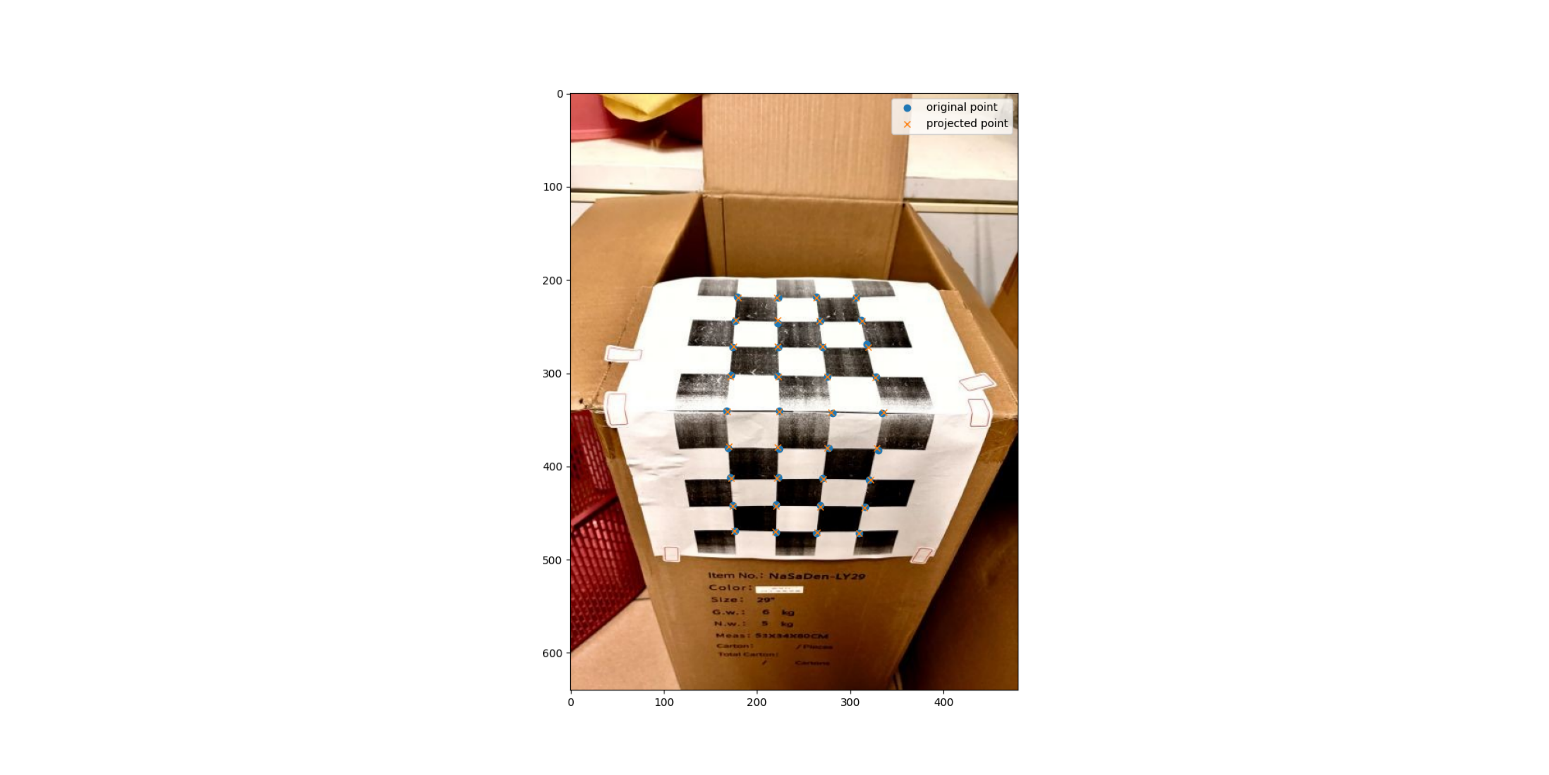 original point
projected point
0
100
200
300
400
500
600
0
100
200
300
400
Item No.: NaSaDen-LY29
Color:
Size: 29"
G.w.: 6 kg
N.w.: 5 kg
Meas: 53X34X80CM
Carton: / Pieces
Total Carton:
/ Cartons